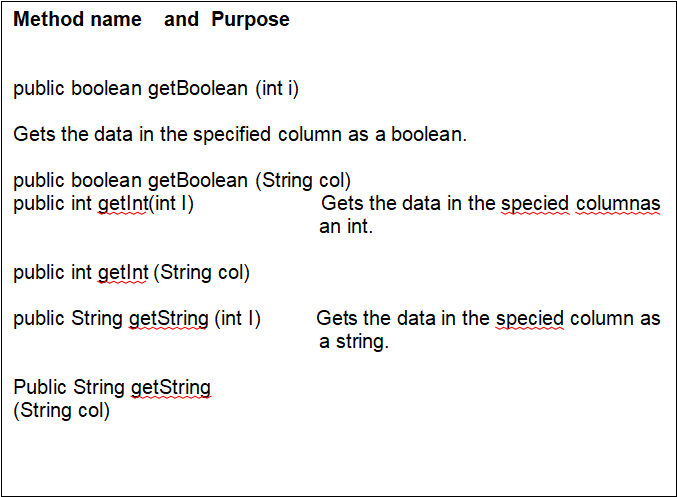 Method name and Purpose
public boolean getBoolean (int i)
Gets the data in the specified column as a boolean.
public boolean getBoolean (String col)
public int getInt(int I) Gets the data in the specied columnas
an int.
public int getInt (String col)
public String getString (int I) Gets the data in the specied column as
a string.
Public String getString
(String col)